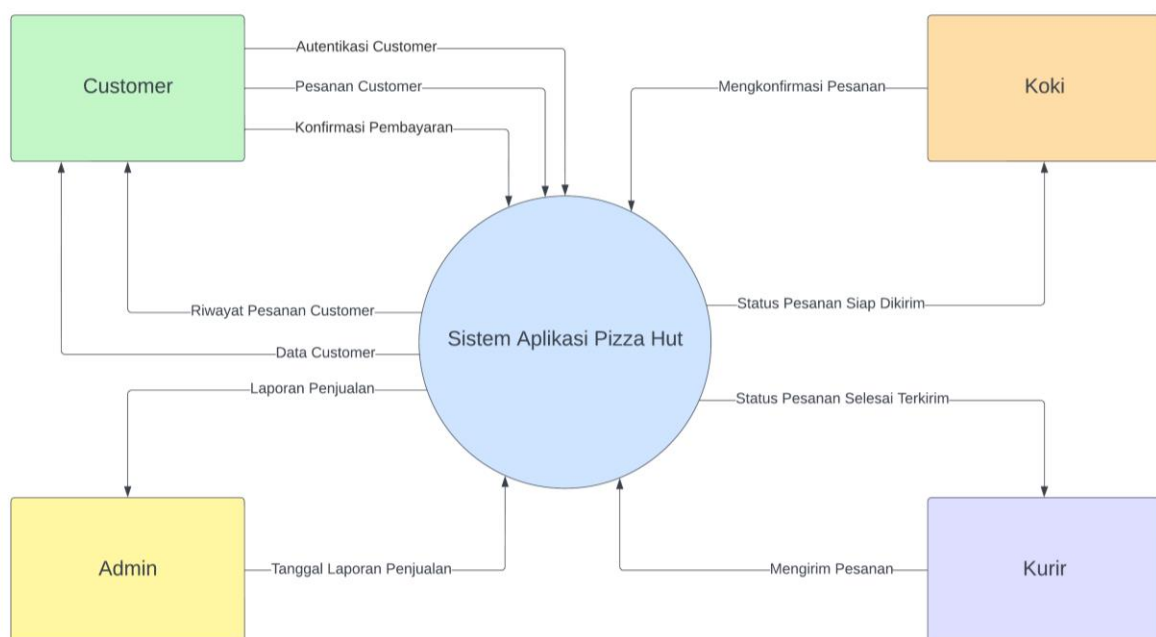 Customer
Autentikasi Customer
Pesanan Customer
Konfirmasi Pembayaran
Mengkonfirmasi Pesanan
Koki
Riwayat Pesanan Customer
Data Customer
Laporan Penjualan
Sistem Aplikasi Pizza Hut
Status Pesanan Siap Dikirim
Status Pesanan Selesai Terkirim
Admin
Tanggal Laporan Penjualan
Mengirim Pesanan
Kurir